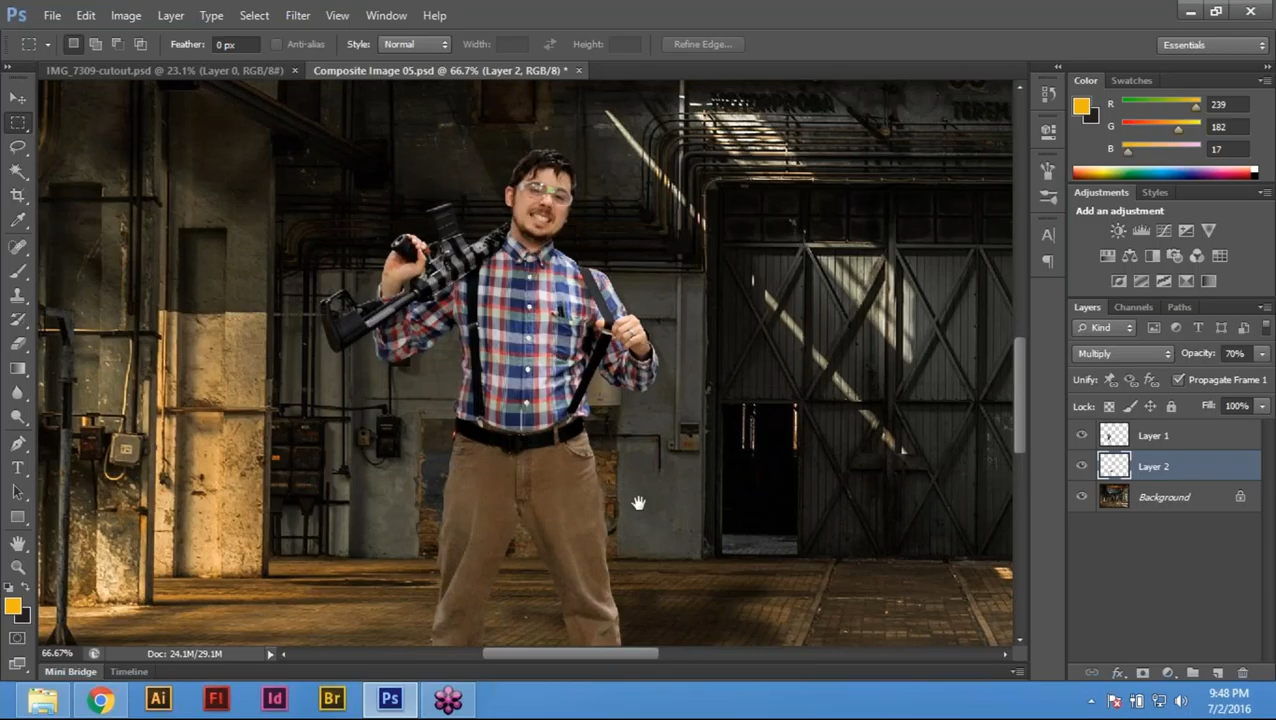 Ps File Edit Image Layer Type Select Filter View Window Help
Feather: 0 px Anti-alias Style: Normal Width: Height: Refine Edge... Essentials
IMG_7309-cutout.psd @ 23.1% (Layer 0, RGB/8#) × Composite Image 05.psd @ 66.7% (Layer 2, RGB/8) * ×
Color Swatches
R 239
G 182
B 17
Adjustments Styles
Add an adjustment
Layers Channels Paths
Kind
Multiply Opacity: 70%
Unify: Propagate Frame 1
Lock: Fill: 100%
Layer 1
Layer 2
Background
66.67% Doc: 24.1M/29.1M
Mini Bridge Timeline
Ai Fl Id Br Ps
9:48 PM
7/2/2016